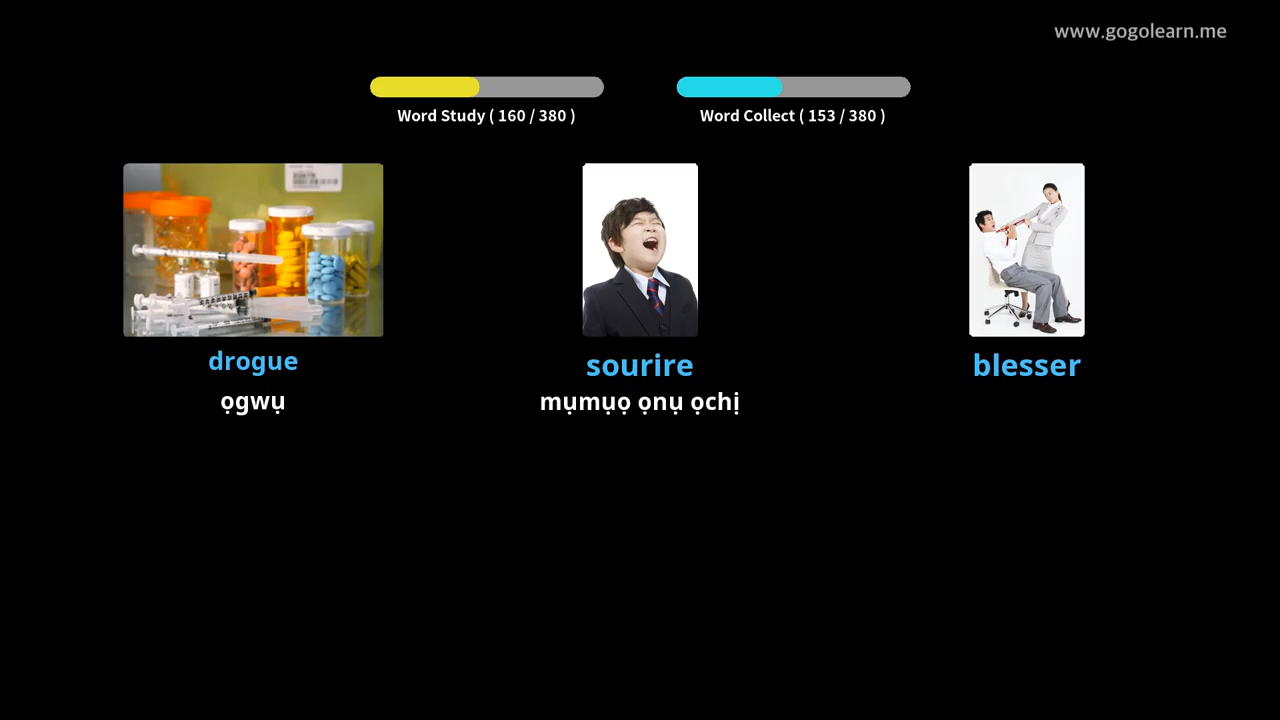 www.gogolearn.me
Word Study ( 160 / 380 )
Word Collect ( 153 / 380 )
drogue
sourire
blesser
ọgwụ
mụmụọ ọnụ ọchị